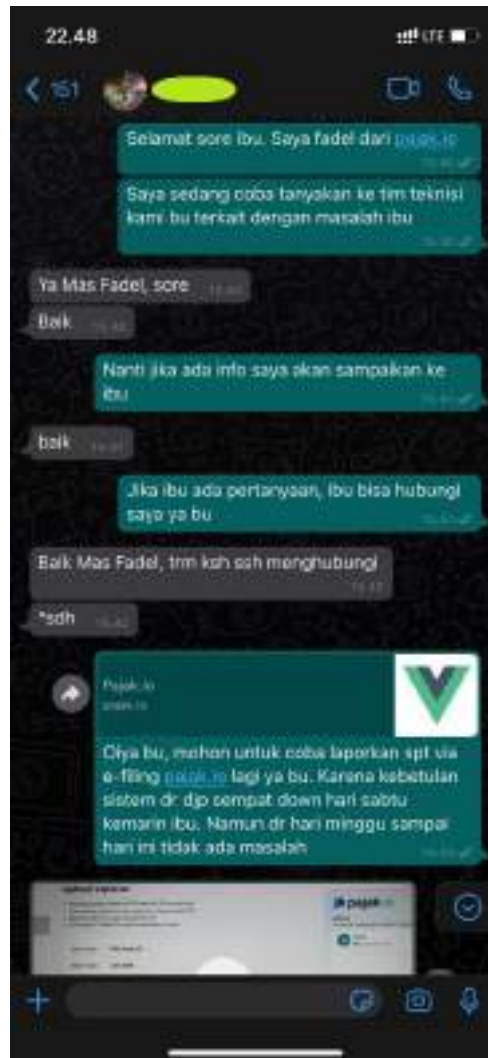 22.48
LTE
151
Selamat sore ibu. Saya fadel dari pajak.io
Saya sedang coba tanyakan ke tim teknisi
kami bu terkait dengan masalah ibu
Ya Mas Fadel, sore
Baik
Nanti jika ada info saya akan sampaikan ke
ibu
baik
Jika ibu ada pertanyaan, ibu bisa hubungi
saya ya bu
Baik Mas Fadel, trm ksh ssh menghubungi
*sdh
Pajak.io
pajak.io
Oiya bu, mohon untuk coba laporkan spt via
e-filing pajak.io lagi ya bu. Karena kebetulan
sistem dr djp sempat down hari sabtu
kemarin ibu. Namun dr hari minggu sampai
hari ini tidak ada masalah
pajak.io